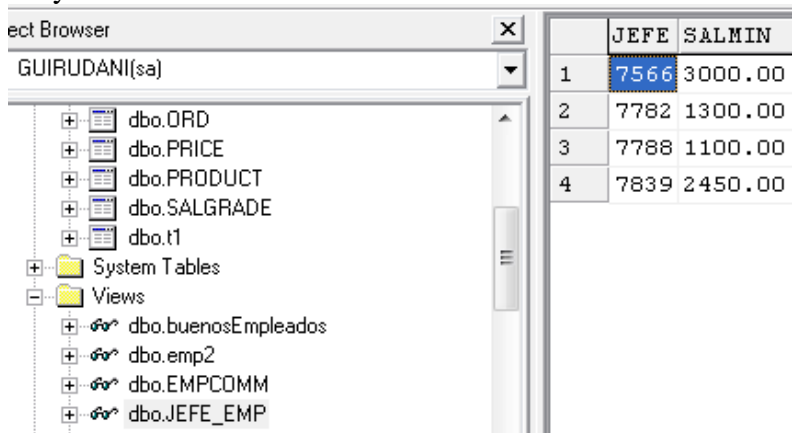 ect Browser
GUIRUDANI(sa)
dbo.ORD
dbo.PRICE
dbo.PRODUCT
dbo.SALGRADE
dbo.t1
System Tables
Views
dbo.buenosEmpleados
dbo.emp2
dbo.EMPCOMM
dbo.JEFE_EMP
JEFE SALMIN
1 7566 3000.00
2 7782 1300.00
3 7788 1100.00
4 7839 2450.00